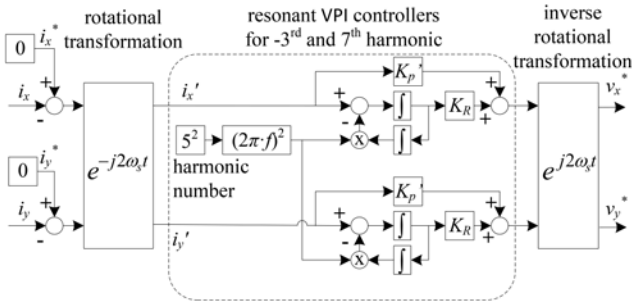 rotational
transformation
resonant VPI controllers
for -3rd and 7th harmonic
inverse
rotational
transformation
0 ix*
ix
+
-
e^-j2ωst
ix'
Kp'
+
-
∫
KR
+
+
x
∫
5² (2π·f)²
harmonic
number
vx*
e^j2ωst
0 iy*
iy
+
-
iy'
Kp'
+
-
∫
KR
+
+
x
∫
vy*